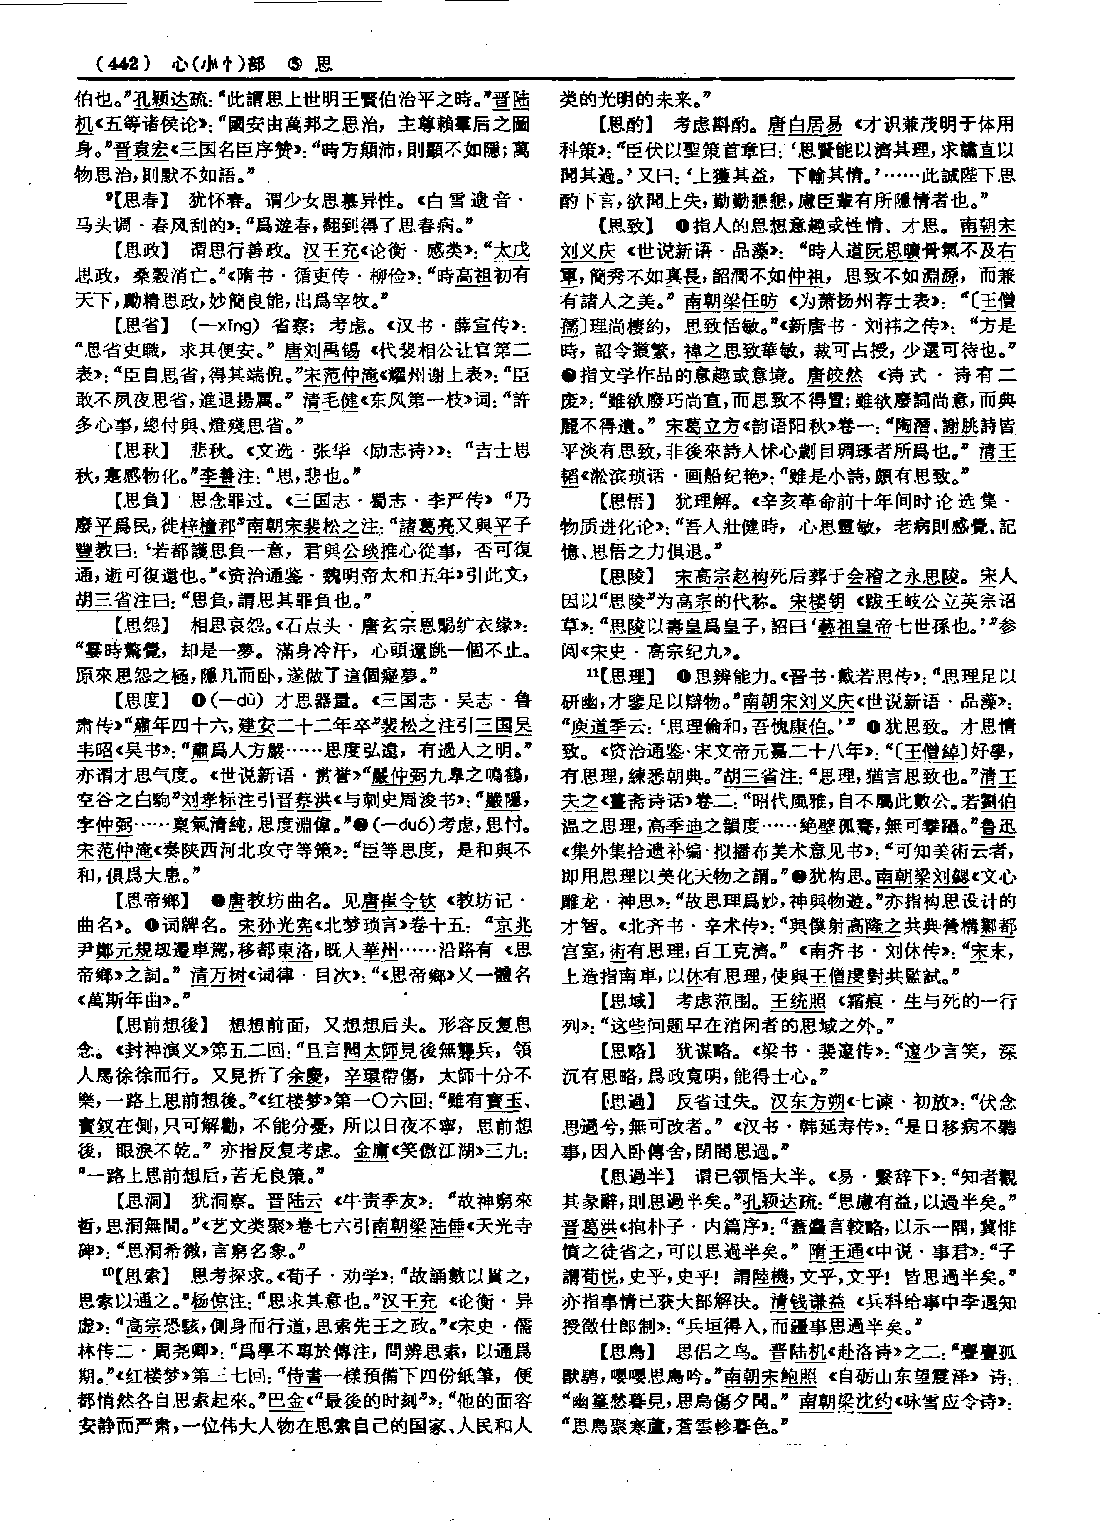 (442) 心(小忄)部 ⑤ 思
伯也。”孔颖达疏：“此謂思上世明王賢伯治平之時。”晋陆
机《五等诸侯论》：“國安由萬邦之思治，主尊賴羣后之圖
身。”晋袁宏《三国名臣序赞》：“時方顛沛，則顯不如隱；萬
物思治，則默不如語。”
⁹【思春】 犹怀春。谓少女思慕异性。《白雪遗音·
马头调·春风刮的》：“爲遊春，翻到得了思春病。”
【思政】 谓思行善政。汉王充《论衡·感类》：“太戊
思政，桑穀消亡。”《隋书·循吏传·柳俭》：“時高祖初有
天下，勵精思政，妙簡良能，出爲宰牧。”
【思省】 (—xǐng) 省察；考虑。《汉书·薛宣传》：
“思省史職，求其便安。”唐刘禹锡《代裴相公让官第二
表》：“臣自思省，得其端倪。”宋范仲淹《耀州谢上表》：“臣
敢不夙夜思省，進退揚厲。”清毛健《东风第一枝》词：“許
多心事，總付與、燈殘思省。”
【思秋】 悲秋。《文选·张华〈励志诗〉》：“吉士思
秋，寔感物化。”李善注：“思，悲也。”
【思負】 思念罪过。《三国志·蜀志·李严传》“乃
廢平爲民，徙梓橦郡”南朝宋裴松之注：“諸葛亮又與平子
豐教曰：‘若都護思負一意，君與公琰推心從事，否可復
通，逝可復還也。”《资治通鉴·魏明帝太和五年》引此文，
胡三省注曰：“思負，謂思其罪負也。”
【思怨】 相思哀怨。《石点头·唐玄宗恩赐纩衣缘》：
“霎時驚覺，却是一夢。滿身冷汗，心頭還跳一個不止。
原來思怨之極，隱几而卧，遂做了這個癡夢。”
【思度】 ❶(—dù) 才思器量。《三国志·吴志·鲁
肃传》“肅年四十六，建安二十二年卒”裴松之注引三国吴
韦昭《吴书》：“肅爲人方嚴……思度弘遠，有過人之明。”
亦谓才思气度。《世说新语·赏誉》“嚴仲弼九臯之鳴鶴，
空谷之白駒”刘孝标注引晋蔡洪《与刺史周浚书》：“嚴隱，
字仲弼……稟氣清純，思度淵偉。”❷(—duó)考虑，思忖。
宋范仲淹《奏陕西河北攻守等策》：“臣等思度，是和與不
和，俱爲大患。”
【思帝鄉】 ❶唐教坊曲名。见唐崔令钦《教坊记·
曲名》。❷词牌名。宋孙光宪《北梦琐言》卷十五：“京兆
尹鄭元規刼遷車駕，移都東洛，既入華州……沿路有《思
帝鄉》之詞。”清万树《词律·目次》：“《思帝鄉》又一體名
《萬斯年曲》。”
【思前想後】 想想前面，又想想后头。形容反复思
念。《封神演义》第五二回：“且言聞太師見後無襲兵，領
人馬徐徐而行。又見折了余慶，辛環帶傷，太師十分不
樂，一路上思前想後。”《红楼梦》第一〇六回：“雖有寶玉、
寶釵在側，只可解勸，不能分憂，所以日夜不寧，思前想
後，眼淚不乾。”亦指反复考虑。金庸《笑傲江湖》三九：
“一路上思前想后，苦无良策。”
【思洞】 犹洞察。晋陆云《牛责季友》：“故神窮來
晢，思洞無間。”《艺文类聚》卷七六引南朝梁陆倕《天光寺
碑》：“思洞希微，言窮名象。”
¹⁰【思索】 思考探求。《荀子·劝学》：“故誦數以貫之，
思索以通之。”杨倞注：“思求其意也。”汉王充《论衡·异
虚》：“高宗恐駭，側身而行道，思索先王之政。”《宋史·儒
林传二·周尧卿》：“爲學不專於傳注，問辨思索，以通爲
期。”《红楼梦》第三七回：“侍書一樣預備下四份紙筆，便
都悄然各自思索起來。”巴金《“最後的时刻”》：“他的面容
安静而严肃，一位伟大人物在思索自己的国家、人民和人
类的光明的未来。”
【思酌】 考虑斟酌。唐白居易《才识兼茂明于体用
科策》：“臣伏以聖策首章曰：‘思賢能以濟其理，求讜直以
聞其過。’又曰：‘上獲其益，下輸其情。’……此誠陛下思
酌下言，欲聞上失，勤勤懇懇，慮臣輩有所隱情者也。”
【思致】 ❶指人的思想意趣或性情、才思。南朝宋
刘义庆《世说新语·品藻》：“時人道阮思曠骨氣不及右
軍，簡秀不如真長，韶潤不如仲祖，思致不如淵源，而兼
有諸人之美。”南朝梁任昉《为萧扬州荐士表》：“〔王僧
孺〕理尚棲約，思致恬敏。”《新唐书·刘祎之传》：“方是
時，詔令叢繁，褘之思致華敏，裁可占授，少選可待也。”
❷指文学作品的意趣或意境。唐皎然《诗式·诗有二
废》：“雖欲廢巧尚直，而思致不得置；雖欲廢詞尚意，而典
麗不得遺。”宋葛立方《韵语阳秋》卷一：“陶潛、謝朓詩皆
平淡有思致，非後來詩人怵心劌目琱琢者所爲也。”清王
韬《淞滨琐话·画船纪艳》：“雖是小詩，頗有思致。”
【思悟】 犹理解。《辛亥革命前十年间时论选集·
物质进化论》：“吾人壯健時，心思靈敏，老病則感覺、記
憶、思悟之力俱退。”
【思陵】 宋高宗赵构死后葬于会稽之永思陵。宋人
因以“思陵”为高宗的代称。宋楼钥《跋王岐公立英宗诏
草》：“思陵以壽皇爲皇子，詔曰‘藝祖皇帝七世孫也。’”参
阅《宋史·高宗纪九》。
¹¹【思理】 ❶思辨能力。《晋书·戴若思传》：“思理足以
研幽，才鑒足以辯物。”南朝宋刘义庆《世说新语·品藻》：
“庾道季云：‘思理倫和，吾愧康伯。’” ❷犹思致。才思情
致。《资治通鉴·宋文帝元嘉二十八年》：“〔王僧綽〕好學，
有思理，練悉朝典。”胡三省注：“思理，猶言思致也。”清王
夫之《薑斋诗话》卷二：“昭代風雅，自不屬此數公。若劉伯
温之思理，高季迪之韻度……絶壁孤騫，無可攀躡。”鲁迅
《集外集拾遗补编·拟播布美术意见书》：“可知美術云者，
即用思理以美化天物之謂。”❸犹构思。南朝梁刘勰《文心
雕龙·神思》：“故思理爲妙，神與物遊。”亦指构思设计的
才智。《北齐书·辛术传》：“與僕射高隆之共典營構鄴都
宫室，術有思理，百工克濟。”《南齐书·刘休传》：“宋末，
上造指南車，以休有思理，使與王僧虔對共監試。”
【思域】 考虑范围。王统照《霜痕·生与死的一行
列》：“这些问题早在消闲者的思域之外。”
【思略】 犹谋略。《梁书·裴邃传》：“邃少言笑，深
沉有思略，爲政寬明，能得士心。”
【思過】 反省过失。汉东方朔《七谏·初放》：“伏念
思過兮，無可改者。”《汉书·韩延寿传》：“是日移病不聽
事，因入卧傳舍，閉閤思過。”
【思過半】 谓已领悟大半。《易·繫辞下》：“知者觀
其彖辭，則思過半矣。”孔颖达疏：“思慮有益，以過半矣。”
晋葛洪《抱朴子·内篇序》：“蓋麤言較略，以示一隅，冀悱
憤之徒省之，可以思過半矣。”隋王通《中说·事君》：“子
謂荀悦，史乎，史乎！謂陸機，文乎，文乎！皆思過半矣。”
亦指事情已获大部解决。清钱谦益《兵科给事中李遇知
授徵仕郎制》：“兵垣得人，而疆事思過半矣。”
【思鳥】 思侣之鸟。晋陆机《赴洛诗》之二：“亹亹孤
獸騁，嚶嚶思鳥吟。”南朝宋鲍照《自砺山东望震泽》诗：
“幽篁愁暮見，思鳥傷夕聞。”南朝梁沈约《咏雪应令诗》：
“思鳥聚寒蘆，蒼雲軫暮色。”